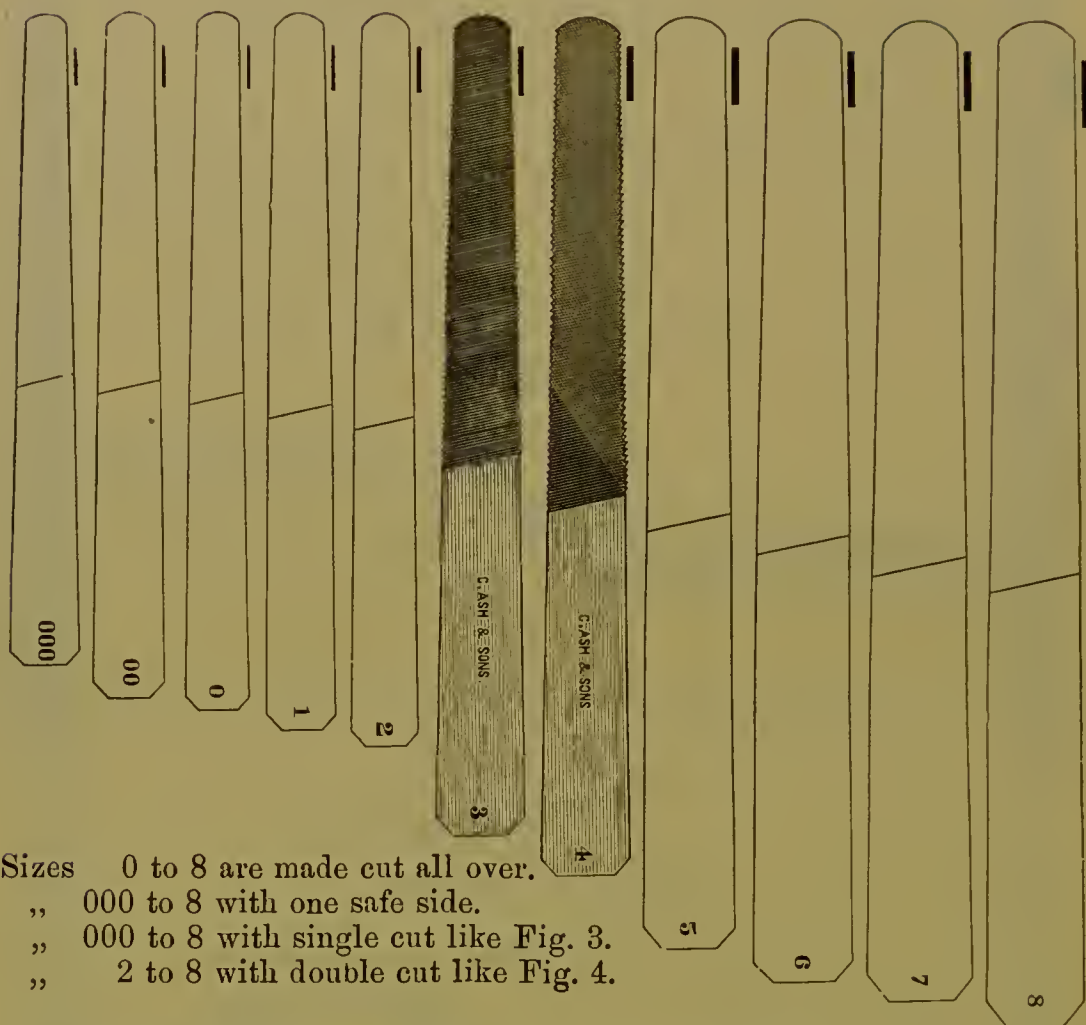 000
00
0
1
2
C. ASH & SONS.
3
C. ASH & SONS
4
5
6
7
8
Sizes 0 to 8 are made cut all over.
„ 000 to 8 with one safe side.
„ 000 to 8 with single cut like Fig. 3.
„ 2 to 8 with double cut like Fig. 4.